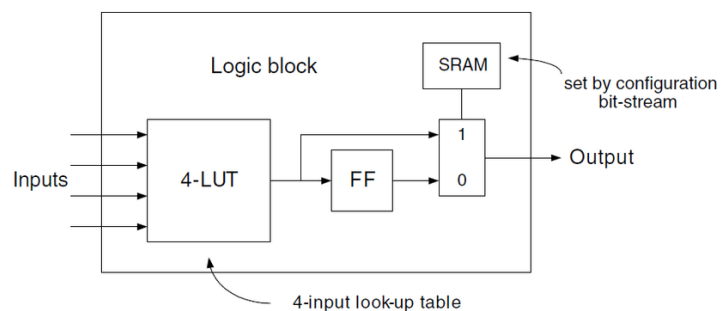 Logic block
SRAM
set by configuration
bit-stream
1
Inputs
4-LUT
FF
0
Output
4-input look-up table